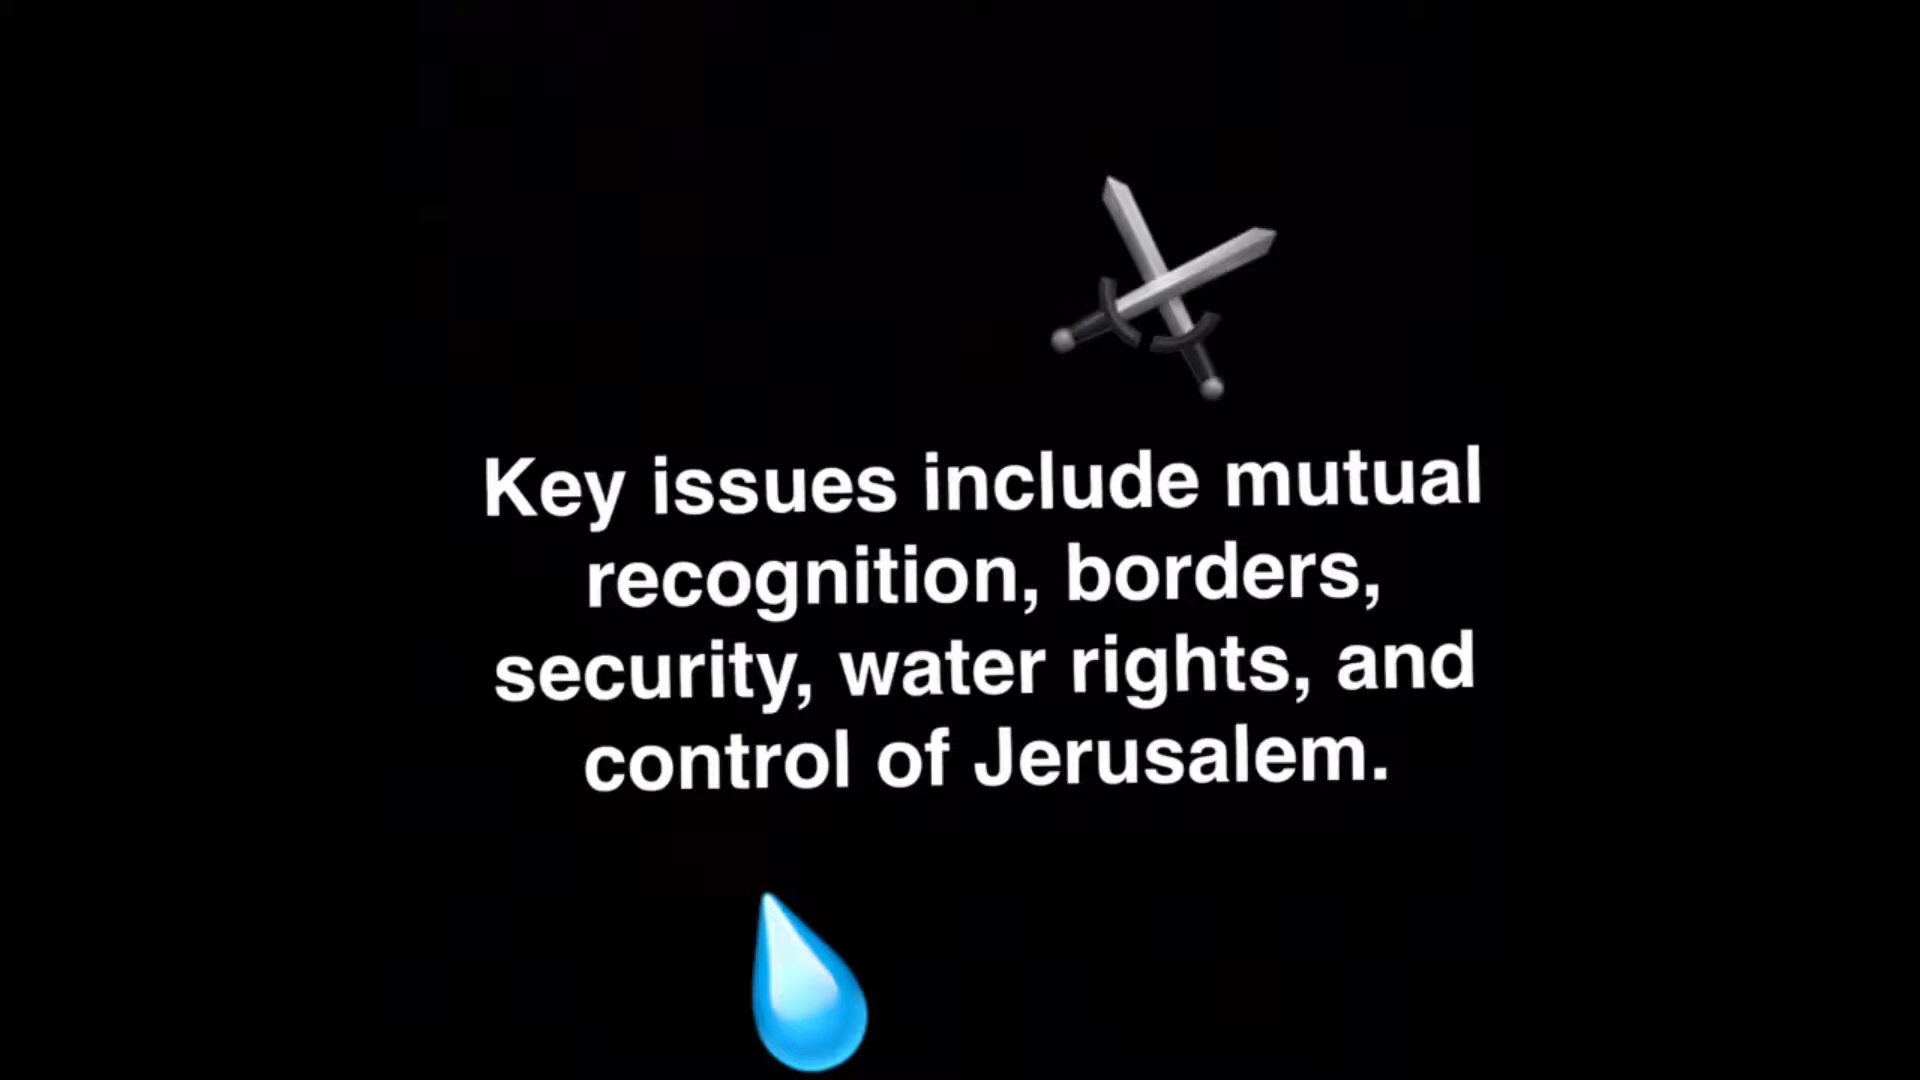 Key issues include mutual
recognition, borders,
security, water rights, and
control of Jerusalem.